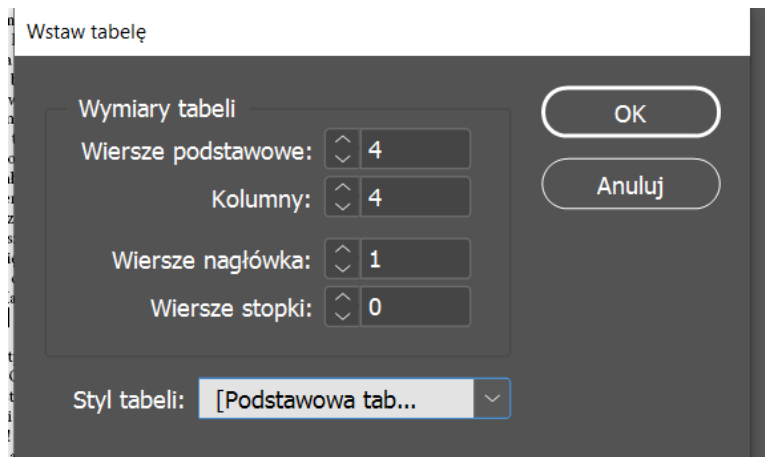 Wstaw tabelę
Wymiary tabeli
Wiersze podstawowe: 4
Kolumny: 4
Wiersze nagłówka: 1
Wiersze stopki: 0
Styl tabeli: [Podstawowa tab...
OK
Anuluj